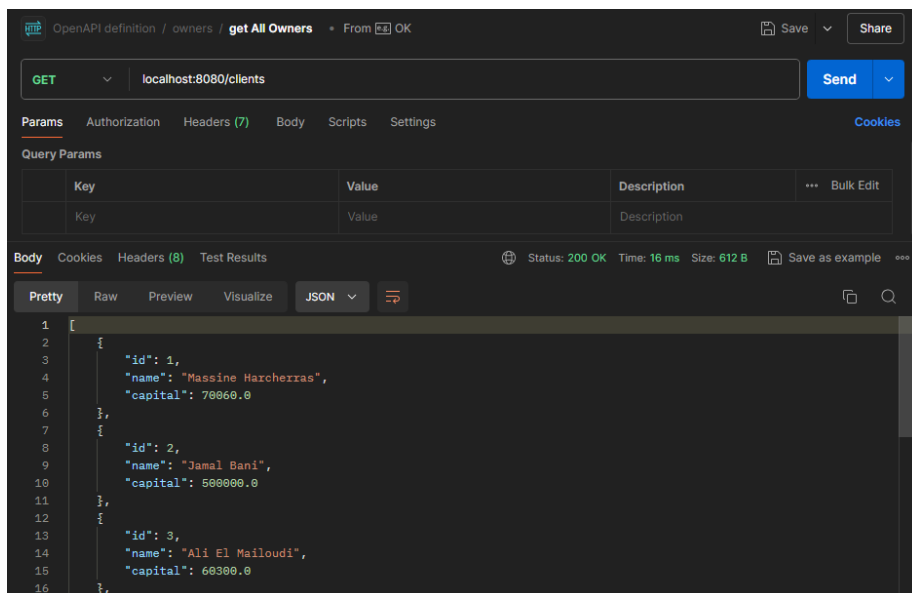 HTTP OpenAPI definition / owners / get All Owners • From e.g. OK Save Share
GET localhost:8080/clients Send
Params Authorization Headers (7) Body Scripts Settings Cookies
Query Params
Key Value Description ••• Bulk Edit
Key Value Description
Body Cookies Headers (8) Test Results Status: 200 OK Time: 16 ms Size: 612 B Save as example •••
Pretty Raw Preview Visualize JSON
1 [
2 {
3 "id": 1,
4 "name": "Massine Harcherras",
5 "capital": 70060.0
6 },
7 {
8 "id": 2,
9 "name": "Jamal Bani",
10 "capital": 500000.0
11 },
12 {
13 "id": 3,
14 "name": "Ali El Mailoudi",
15 "capital": 60300.0
16 },